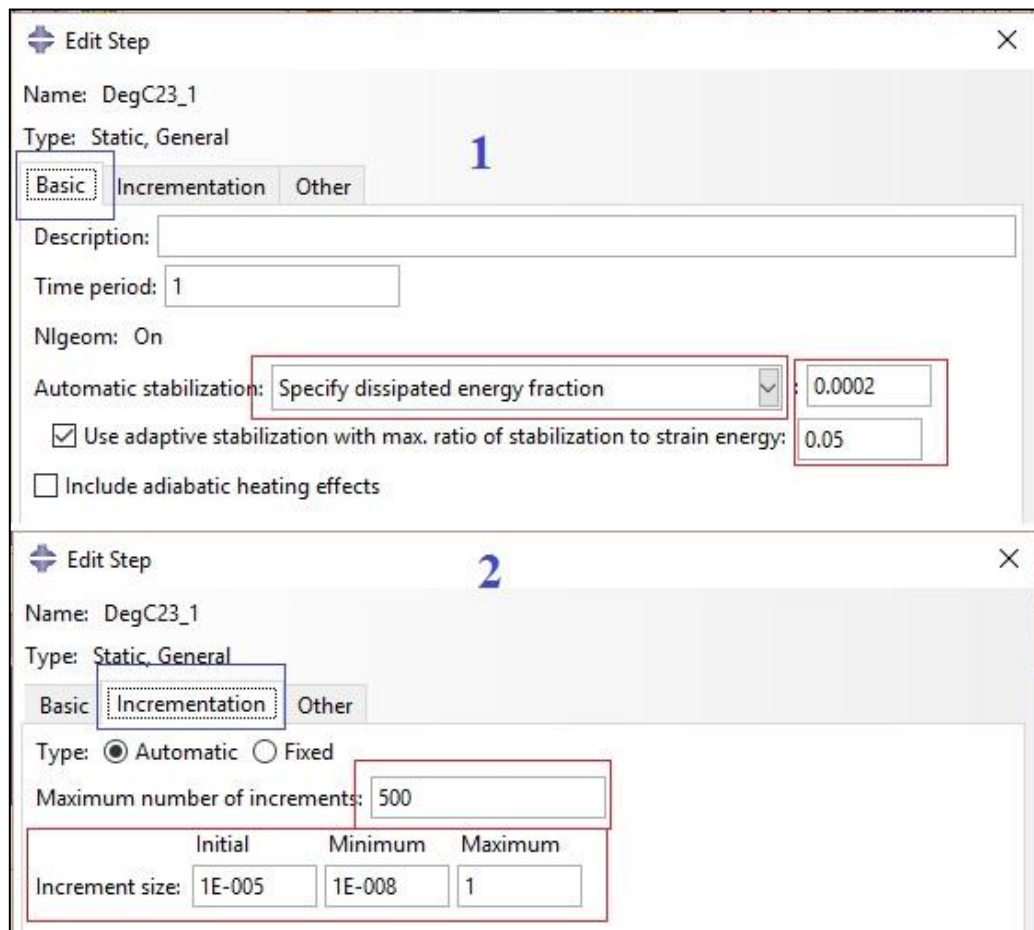 Edit Step
Name: DegC23_1
Type: Static, General
1
Basic Incrementation Other
Description:
Time period: 1
Nlgeom: On
Automatic stabilization: Specify dissipated energy fraction : 0.0002
Use adaptive stabilization with max. ratio of stabilization to strain energy: 0.05
Include adiabatic heating effects
Edit Step
2
Name: DegC23_1
Type: Static, General
Basic Incrementation Other
Type: Automatic Fixed
Maximum number of increments: 500
Initial Minimum Maximum
Increment size: 1E-005 1E-008 1